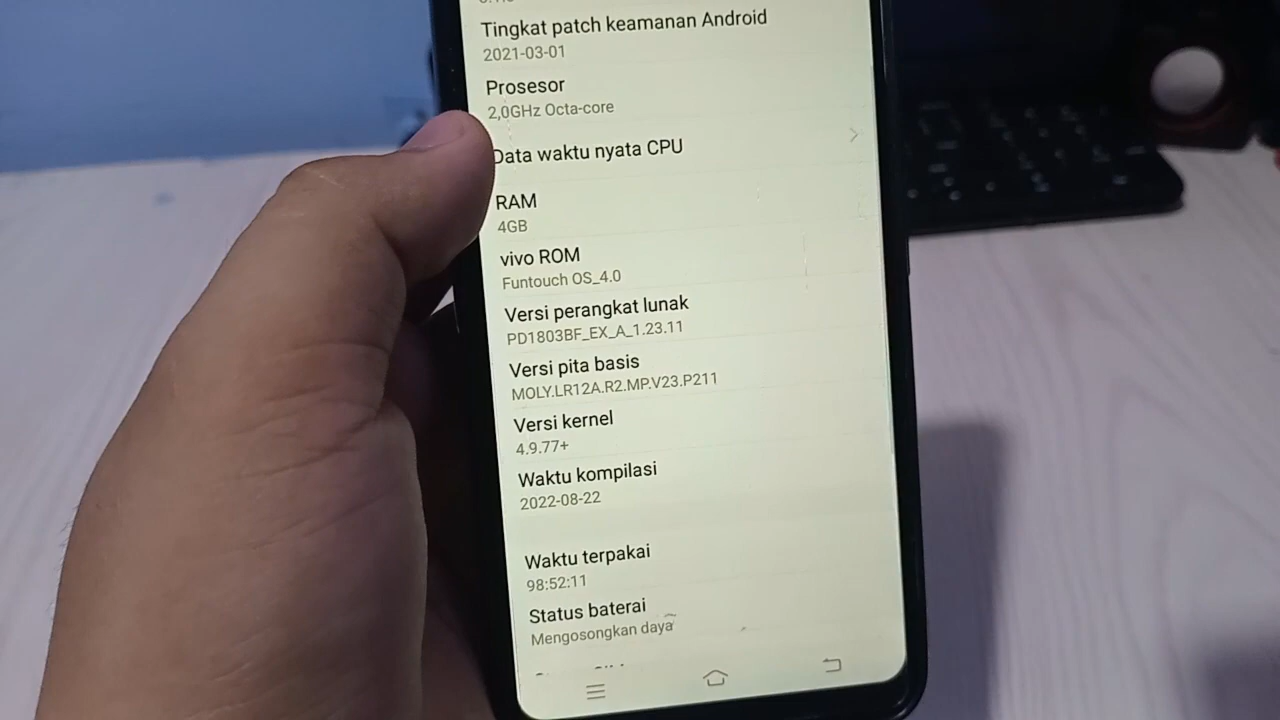 Tingkat patch keamanan Android
2021-03-01
Prosesor
2,0GHz Octa-core
Data waktu nyata CPU
RAM
4GB
vivo ROM
Funtouch OS_4.0
Versi perangkat lunak
PD1803BF_EX_A_1.23.11
Versi pita basis
MOLY.LR12A.R2.MP.V23.P211
Versi kernel
4.9.77+
Waktu kompilasi
2022-08-22
Waktu terpakai
98:52:11
Status baterai
Mengosongkan daya